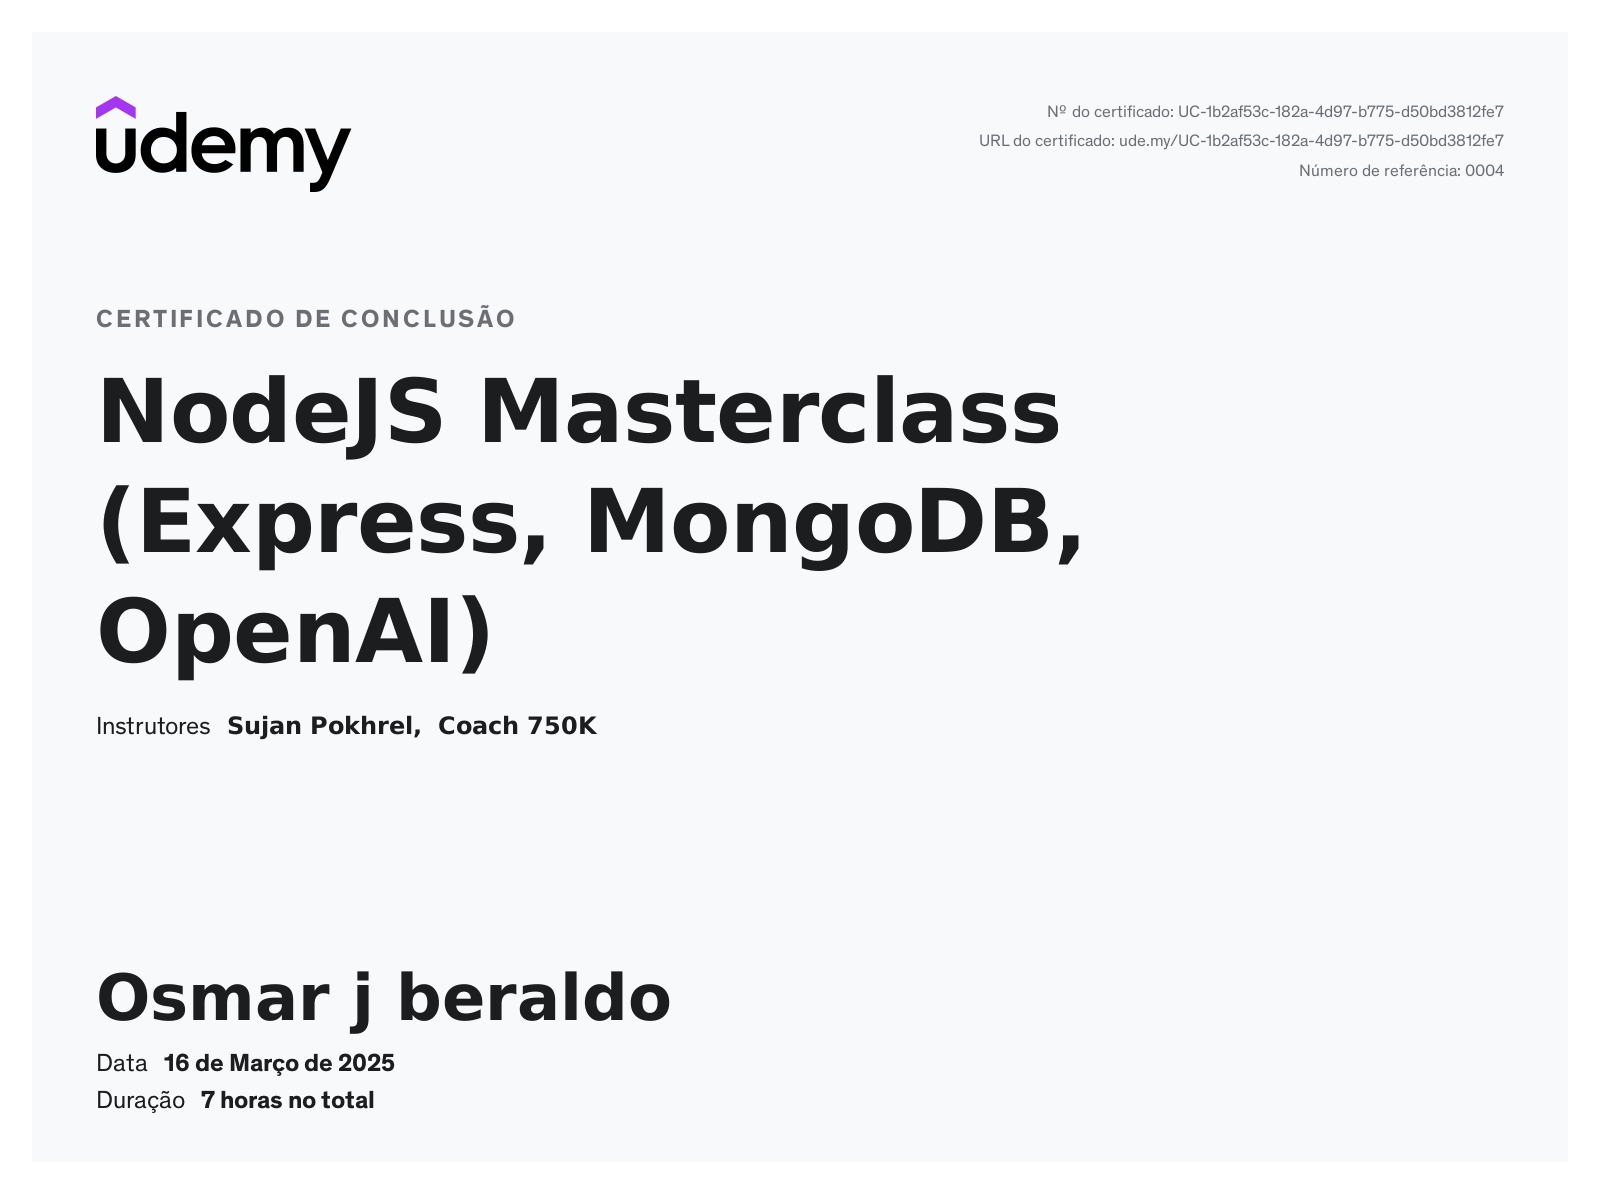 udemy
Nº do certificado: UC-1b2af53c-182a-4d97-b775-d50bd3812fe7
URL do certificado: ude.my/UC-1b2af53c-182a-4d97-b775-d50bd3812fe7
Número de referência: 0004
CERTIFICADO DE CONCLUSÃO
NodeJS Masterclass
(Express, MongoDB,
OpenAI)
Instrutores Sujan Pokhrel, Coach 750K
Osmar j beraldo
Data 16 de Março de 2025
Duração 7 horas no total